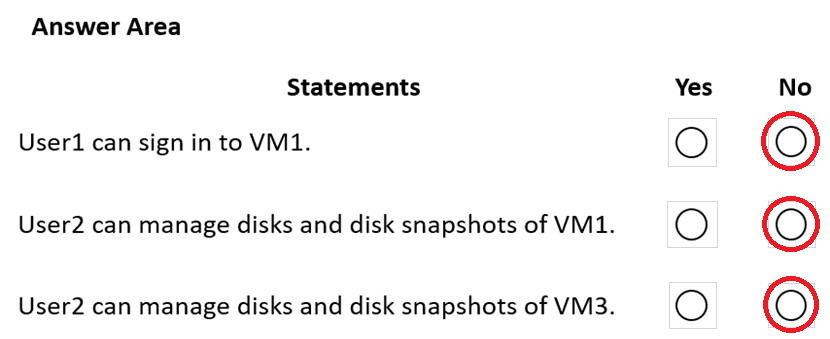 Answer Area
Statements Yes No
User1 can sign in to VM1.
User2 can manage disks and disk snapshots of VM1.
User2 can manage disks and disk snapshots of VM3.